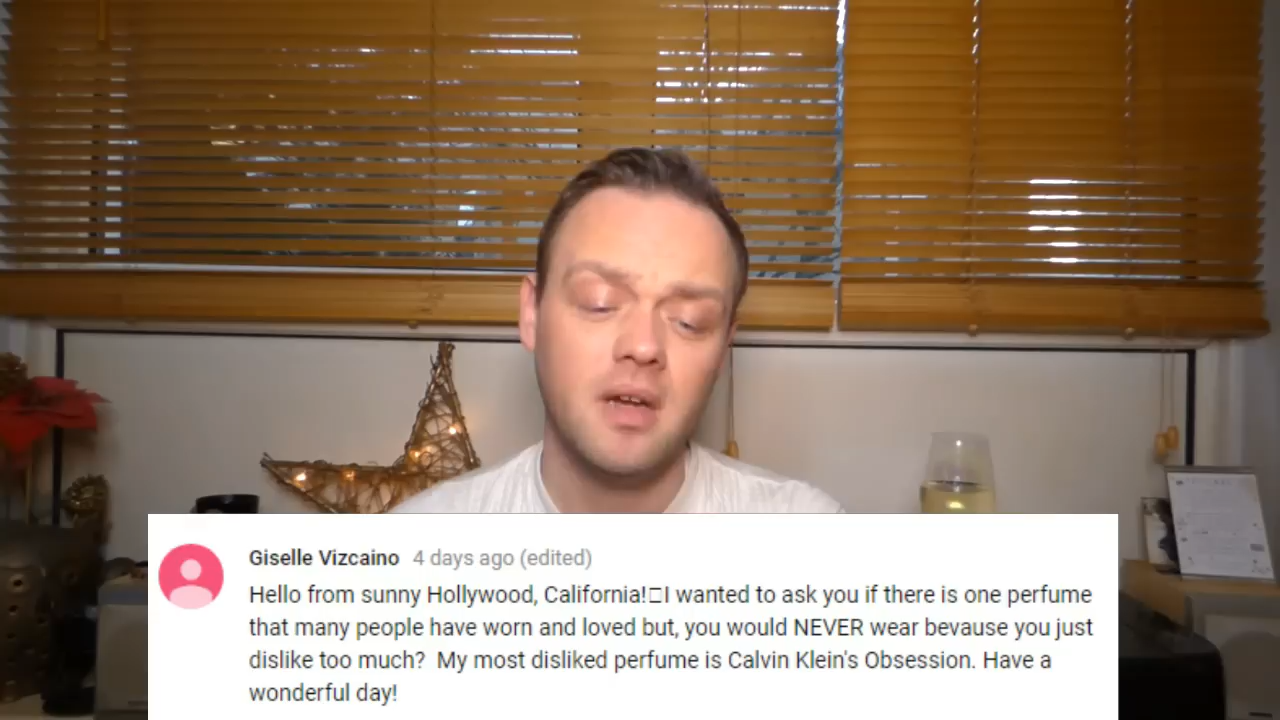 Giselle Vizcaino 4 days ago (edited)
Hello from sunny Hollywood, California!□I wanted to ask you if there is one perfume
that many people have worn and loved but, you would NEVER wear bevause you just
dislike too much?  My most disliked perfume is Calvin Klein's Obsession. Have a
wonderful day!